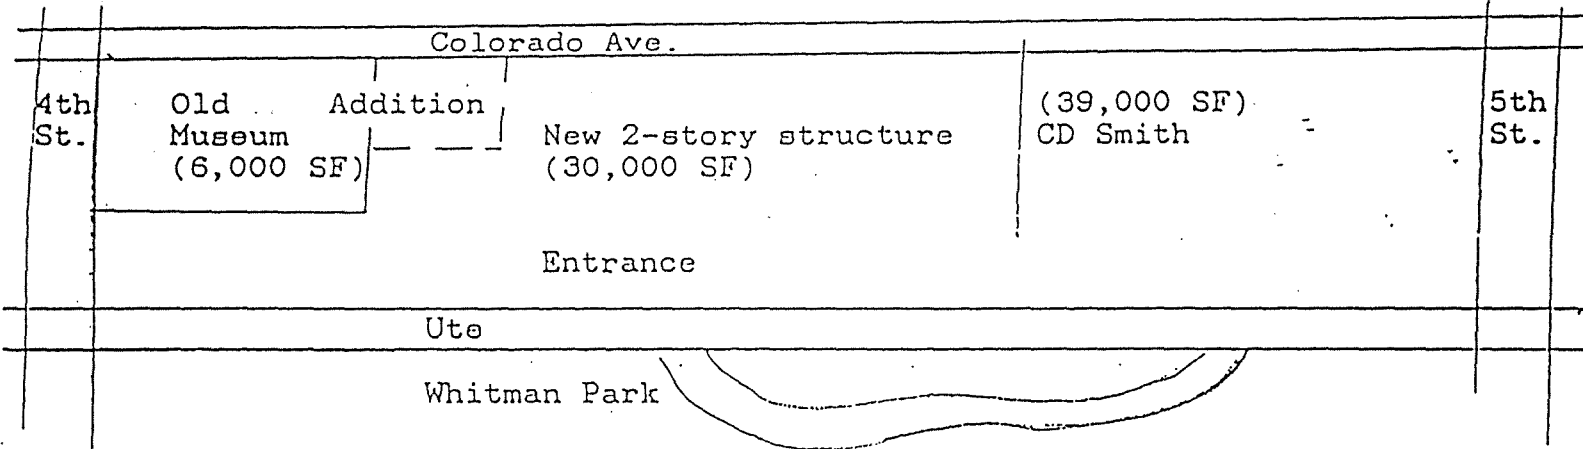 Colorado Ave.
4th
St.
Old
Museum
(6,000 SF)
Addition
New 2-story structure
(30,000 SF)
(39,000 SF)
CD Smith
5th
St.
Entrance
Ute
Whitman Park